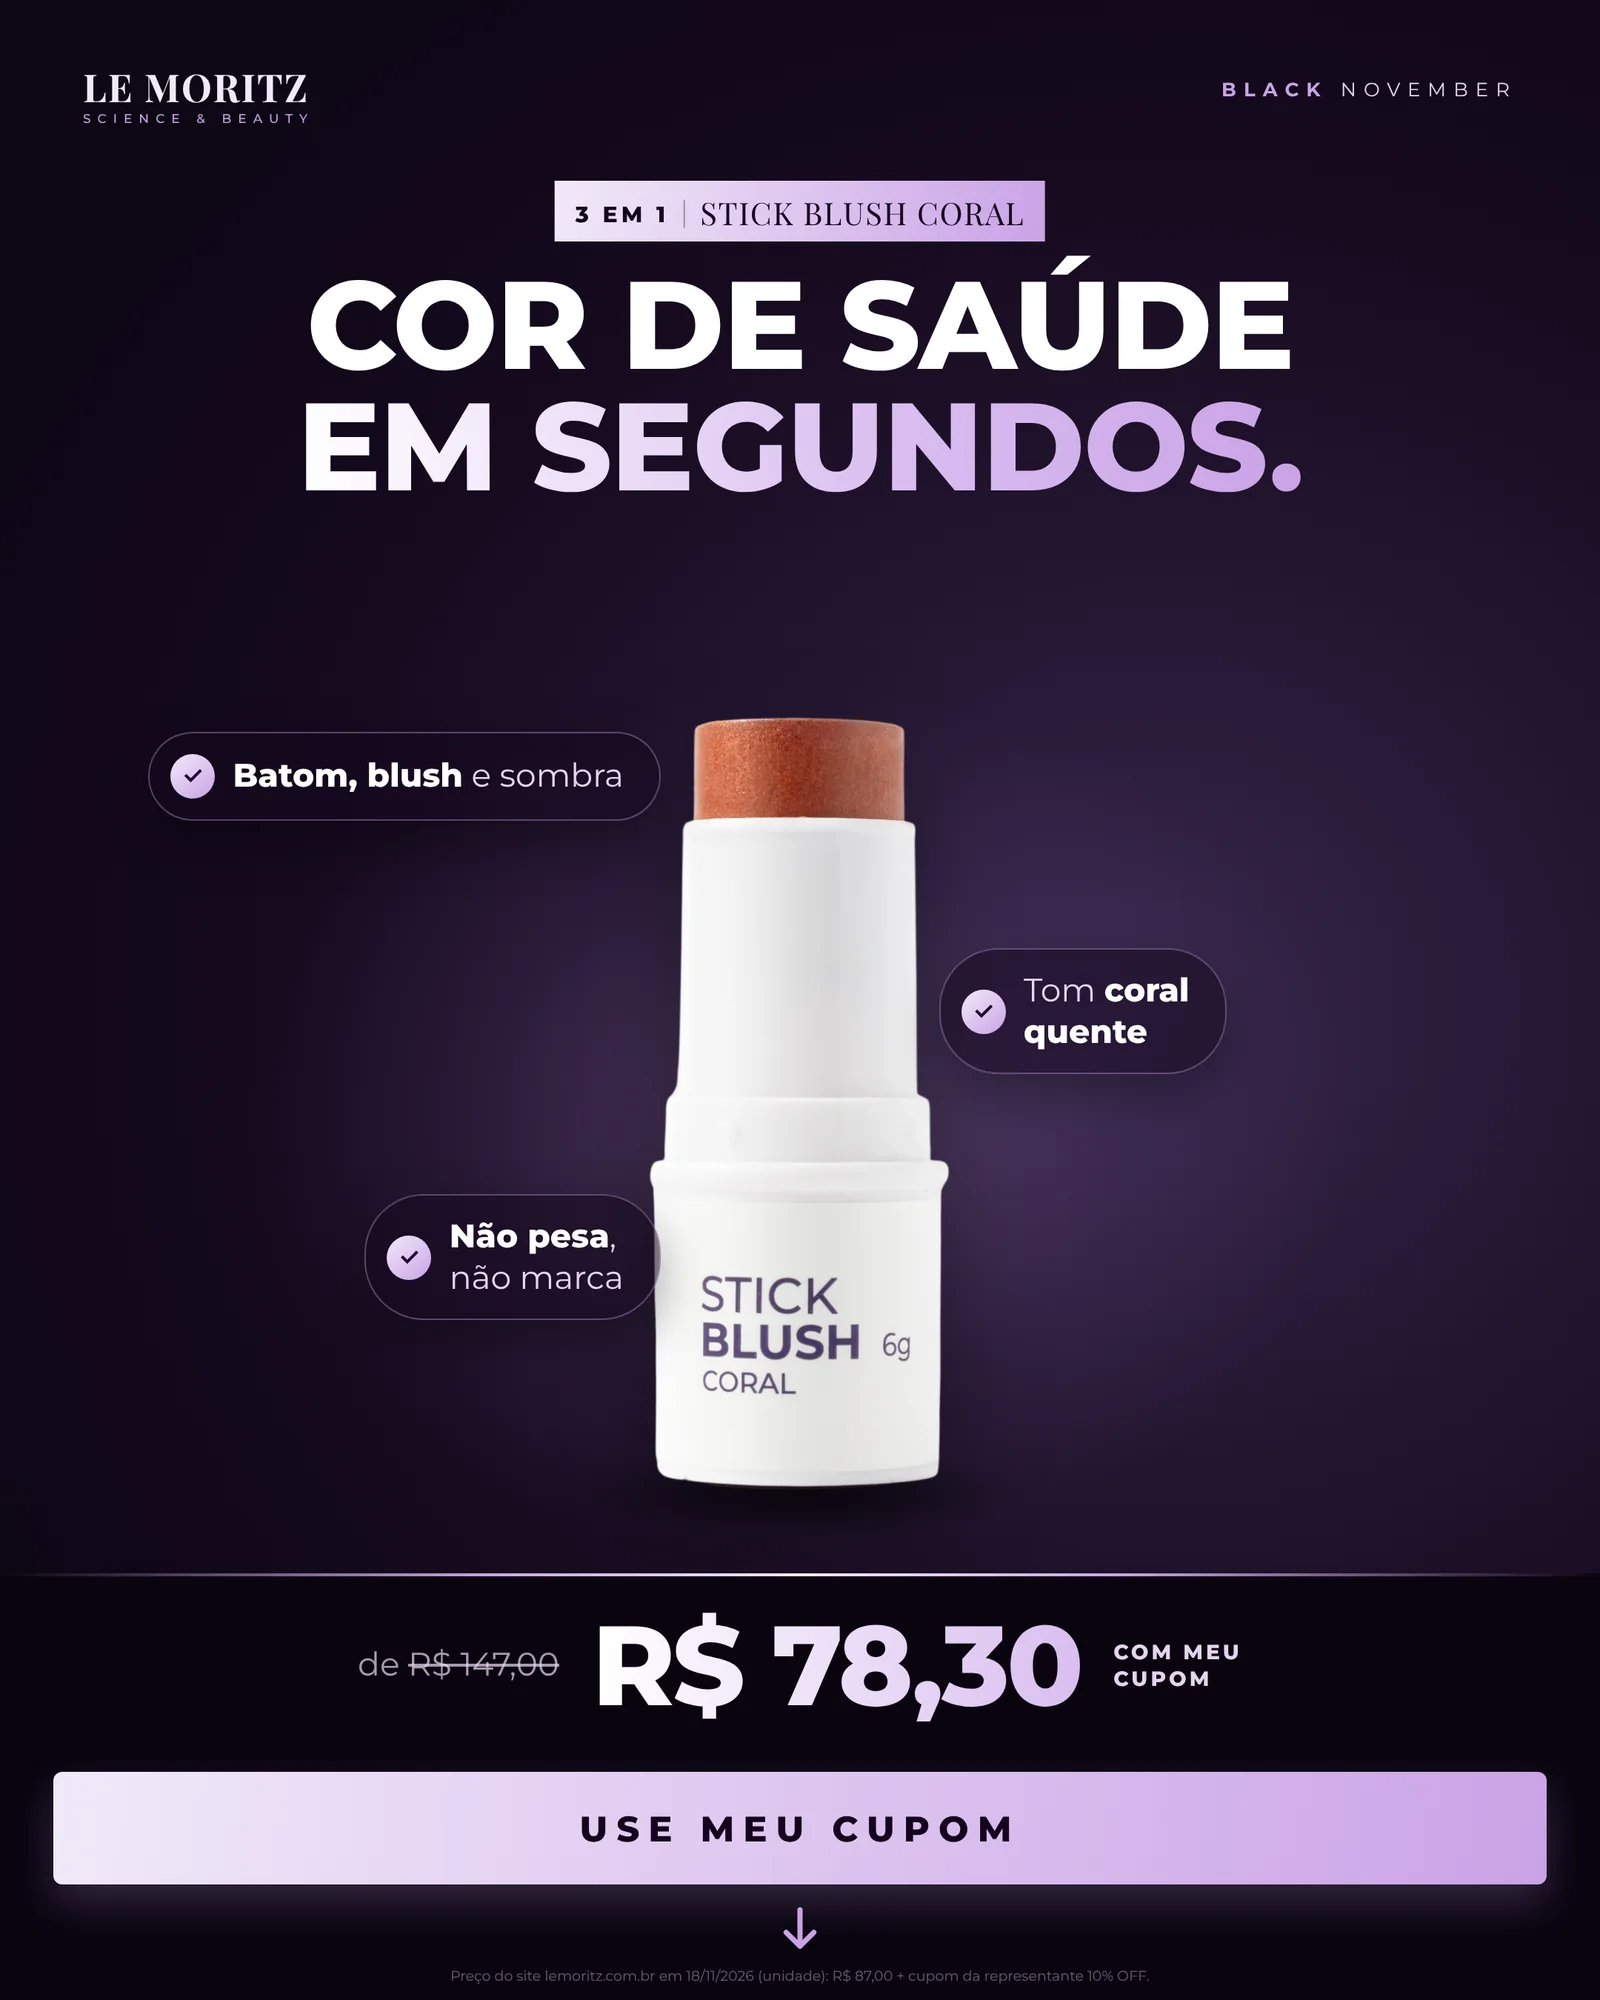 LE MORITZ
SCIENCE & BEAUTY
BLACK NOVEMBER
3 EM 1 | STICK BLUSH CORAL
COR DE SAÚDE
EM SEGUNDOS.
Batom, blush e sombra
Tom coral
quente
Não pesa,
não marca
STICK
BLUSH 6g
CORAL
de R$ 147,00 R$ 78,30 COM MEU
CUPOM
USE MEU CUPOM
Preço do site lemoritz.com.br em 18/11/2026 (unidade): R$ 87,00 + cupom da representante 10% OFF.